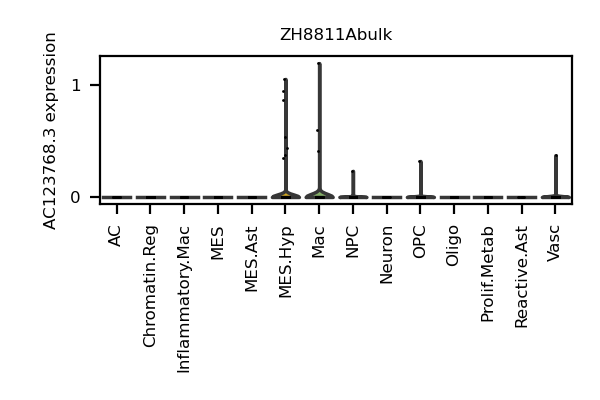 ZH8811Abulk
AC123768.3 expression
1
0
AC
Chromatin.Reg
Inflammatory.Mac
MES
MES.Ast
MES.Hyp
Mac
NPC
Neuron
OPC
Oligo
Prolif.Metab
Reactive.Ast
Vasc